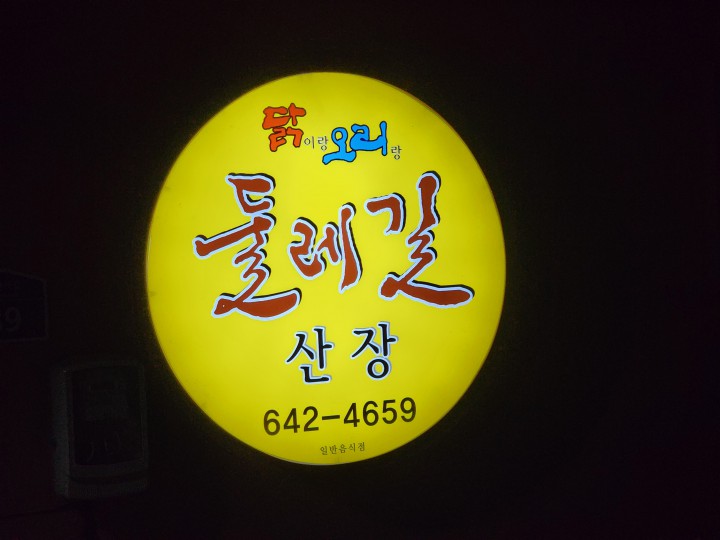 닭이랑 오리랑
둘레길
산장
642-4659
일반음식점